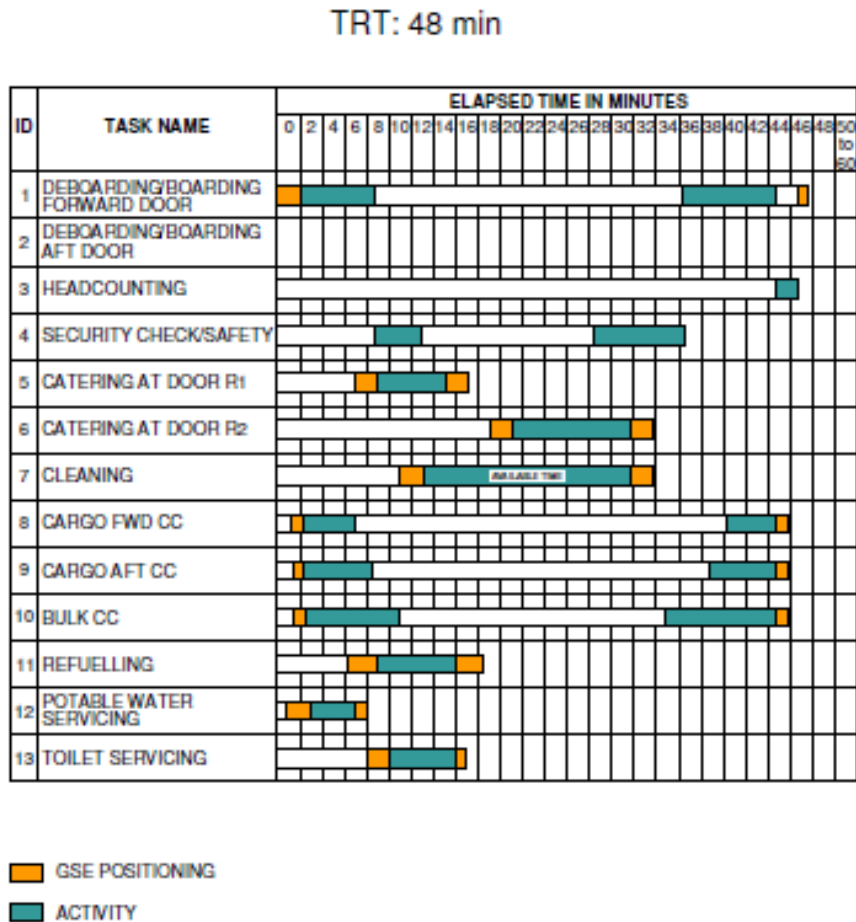 TRT: 48 min
ELAPSED TIME IN MINUTES
ID TASK NAME 0 2 4 6 8 10 12 14 16 18 20 22 24 26 28 30 32 34 36 38 40 42 44 46 48 50
to
60
1 DEBOARDING/BOARDING
FORWARD DOOR
2 DEBOARDING/BOARDING
AFT DOOR
3 HEADCOUNTING
4 SECURITY CHECK/SAFETY
5 CATERING AT DOOR R1
6 CATERING AT DOOR R2
7 CLEANING AVAILABLE TIME
8 CARGO FWD CC
9 CARGO AFT CC
10 BULK CC
11 REFUELLING
12 POTABLE WATER
SERVICING
13 TOILET SERVICING
GSE POSITIONING
ACTIVITY